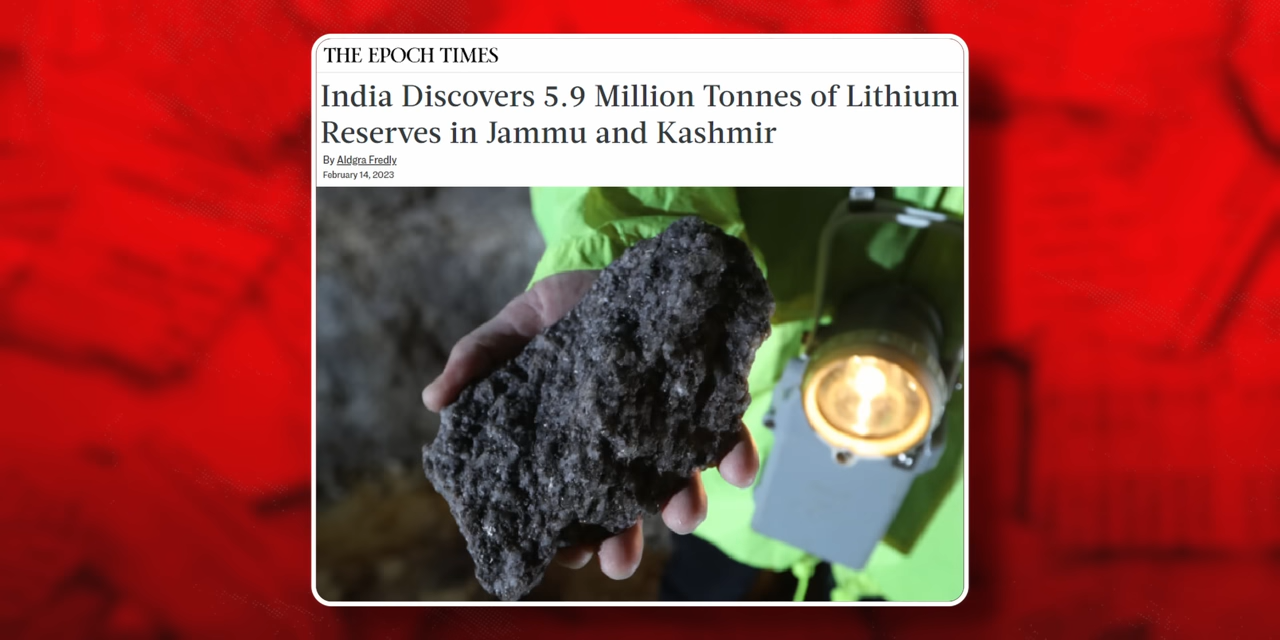 THE EPOCH TIMES
India Discovers 5.9 Million Tonnes of Lithium
Reserves in Jammu and Kashmir
By Aldgra Fredly
February 14, 2023